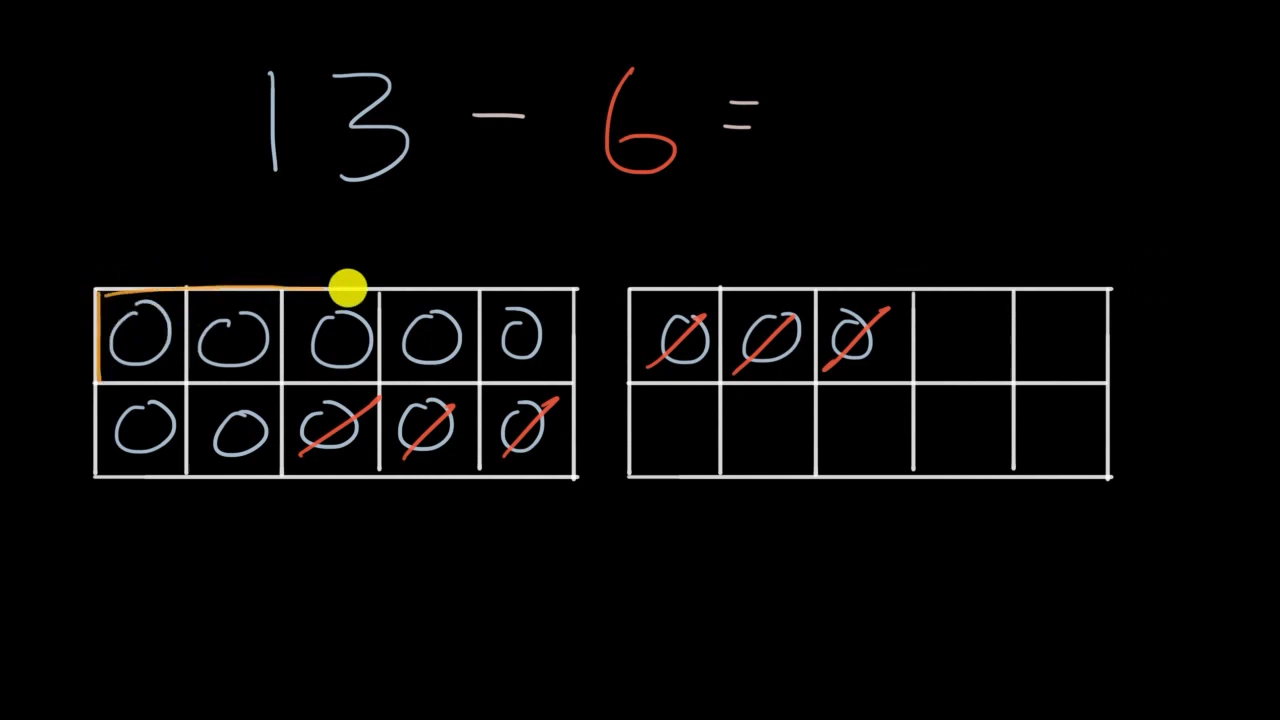 13 - 6 =